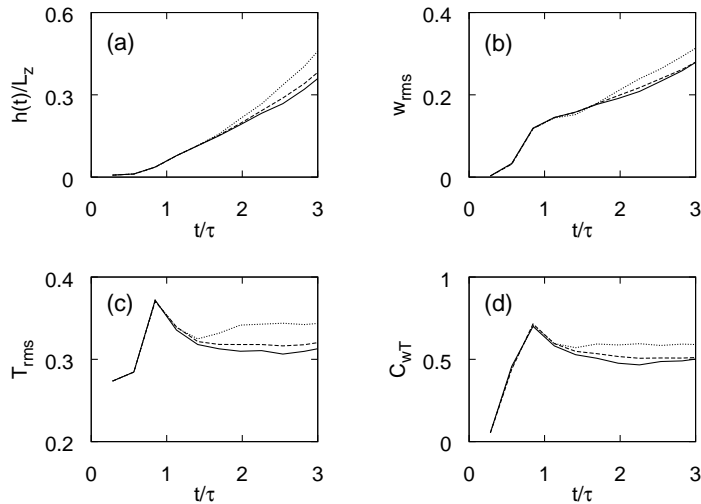 0.6
0.3
0
h(t)/L_z
(a)
0 1 2 3
t/τ
0.4
0.2
0
w_rms
(b)
0 1 2 3
t/τ
0.4
0.3
0.2
T_rms
(c)
0 1 2 3
t/τ
1
0.5
0
C_wT
(d)
0 1 2 3
t/τ